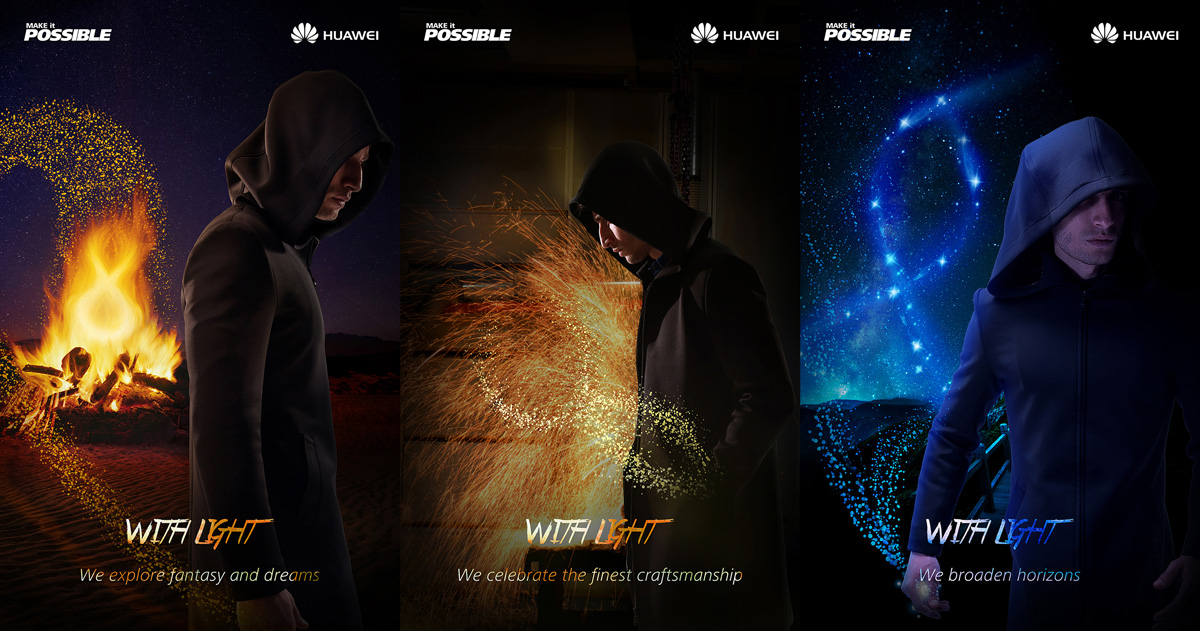 MAKE it
POSSIBLE
HUAWEI
WITH LIGHT
We explore fantasy and dreams
MAKE it
POSSIBLE
HUAWEI
WITH LIGHT
We celebrate the finest craftsmanship
MAKE it
POSSIBLE
HUAWEI
WITH LIGHT
We broaden horizons